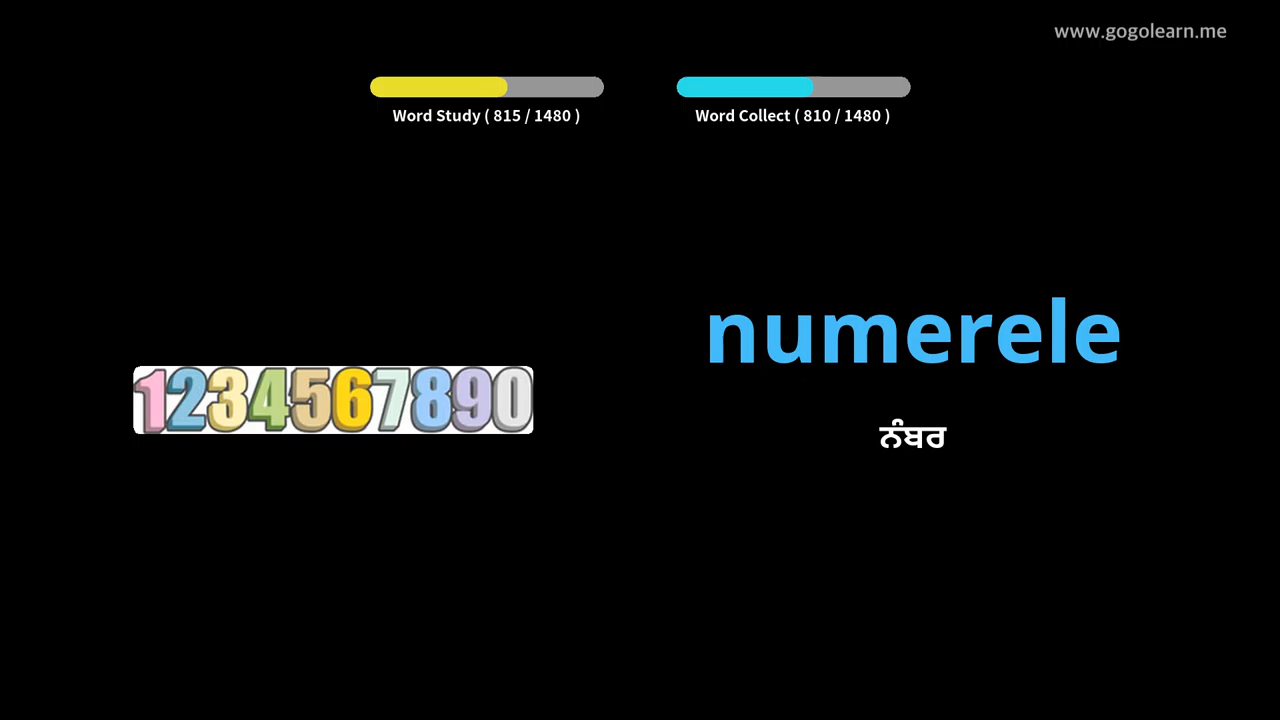 www.gogolearn.me
Word Study ( 815 / 1480 )
Word Collect ( 810 / 1480 )
numerele
1234567890
ਨੰਬਰ